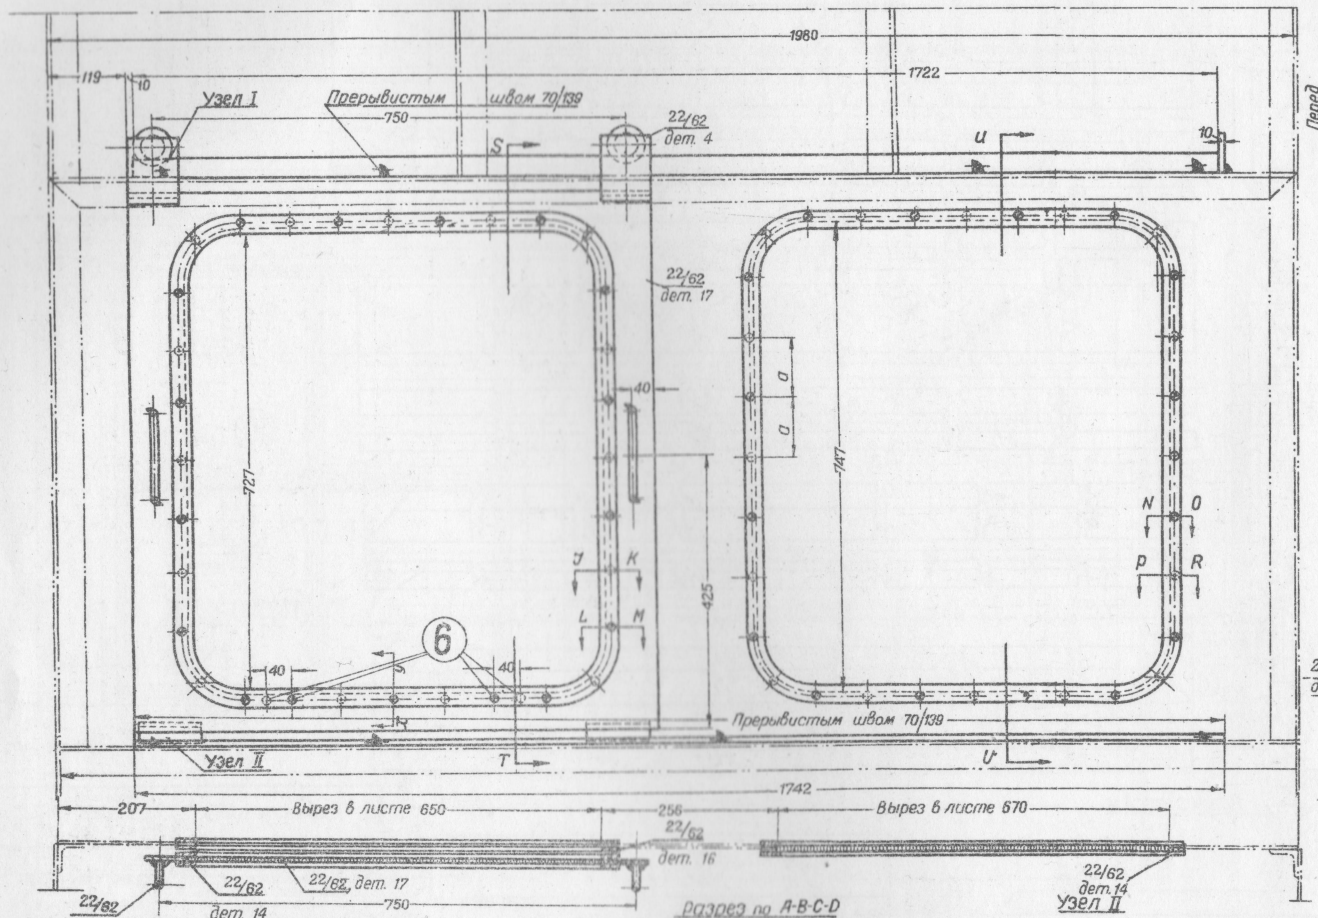 1980
119
10
1722
Узел I
Прерывистым швом 70/139
750
22/62
дет. 4
S
u
10
Перед
22/62
дет. 17
40
a
a
727
747
N O
P R
J K
L M
425
6
40
40
Прерывистым швом 70/139
Узел II
T
1742
207
Вырез в листе 650
256
Вырез в листе 670
22/62
дет. 16
22/62
22/62
дет. 14
22/62 дет. 17
750
22/62
дет. 14
Узел II
Разрез по A-B-C-D